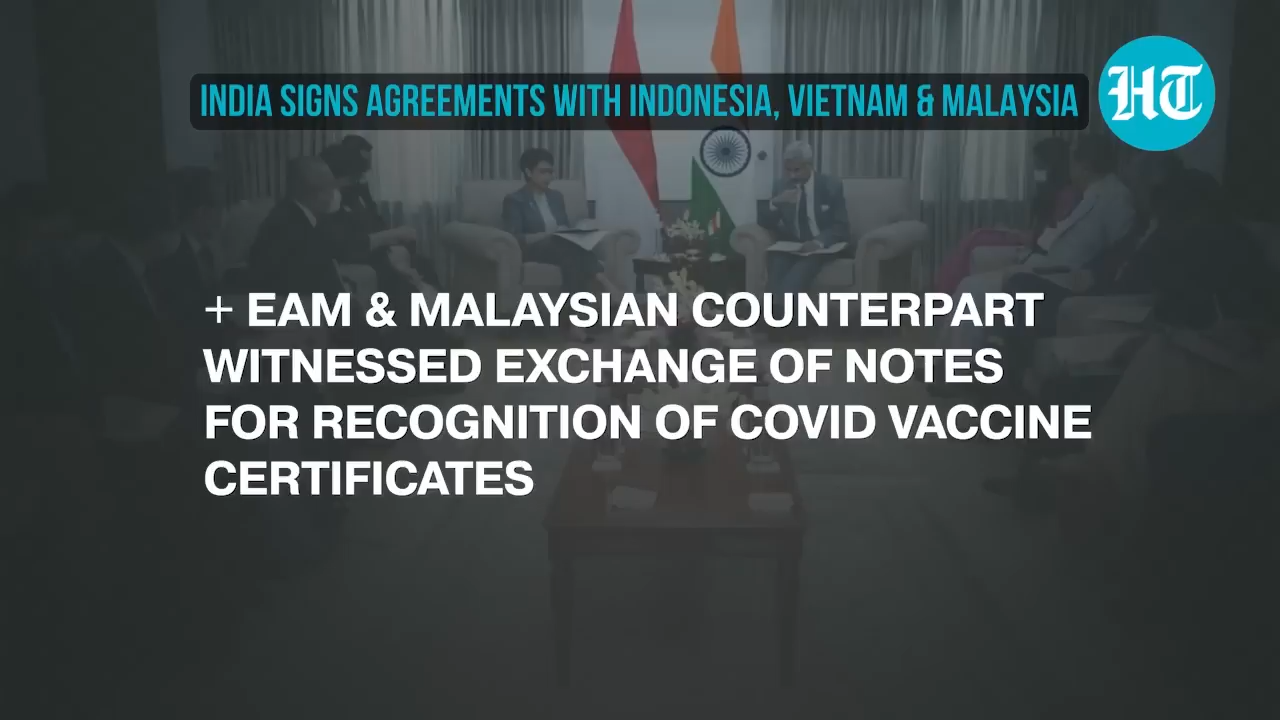 INDIA SIGNS AGREEMENTS WITH INDONESIA, VIETNAM & MALAYSIA
HT
+ EAM & MALAYSIAN COUNTERPART
WITNESSED EXCHANGE OF NOTES
FOR RECOGNITION OF COVID VACCINE
CERTIFICATES